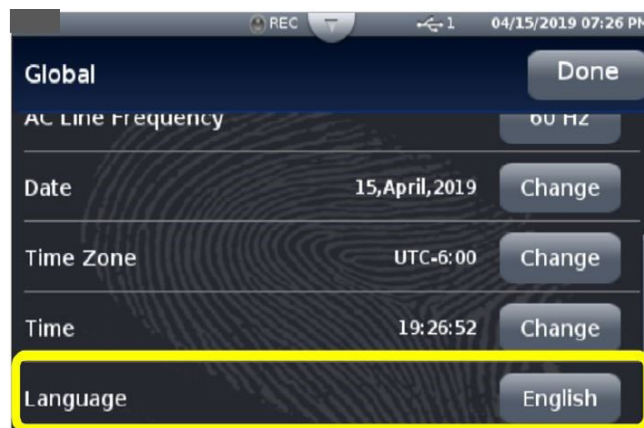 REC 1 04/15/2019 07:26 PM
Global Done
AC Line Frequency 60 Hz
Date 15,April,2019 Change
Time Zone UTC-6:00 Change
Time 19:26:52 Change
Language English